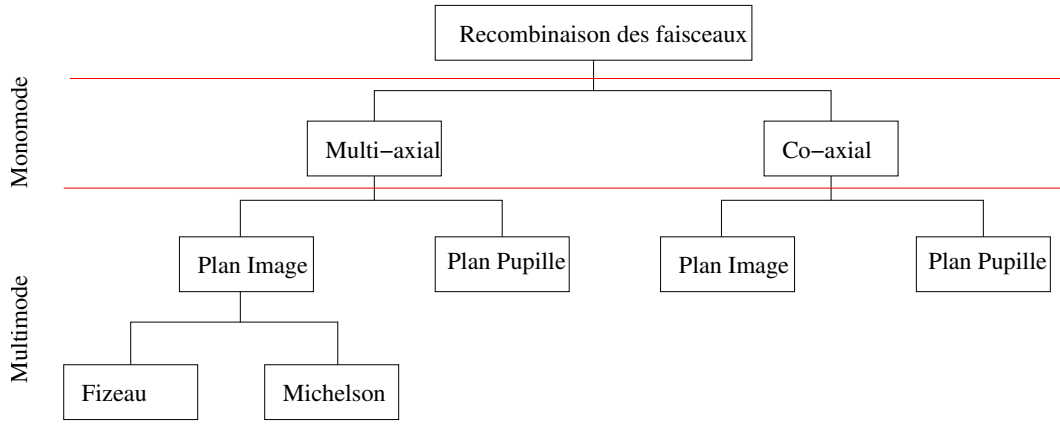 Recombinaison des faisceaux
Monomode
Multi−axial
Co−axial
Multimode
Plan Image
Plan Pupille
Plan Image
Plan Pupille
Fizeau
Michelson